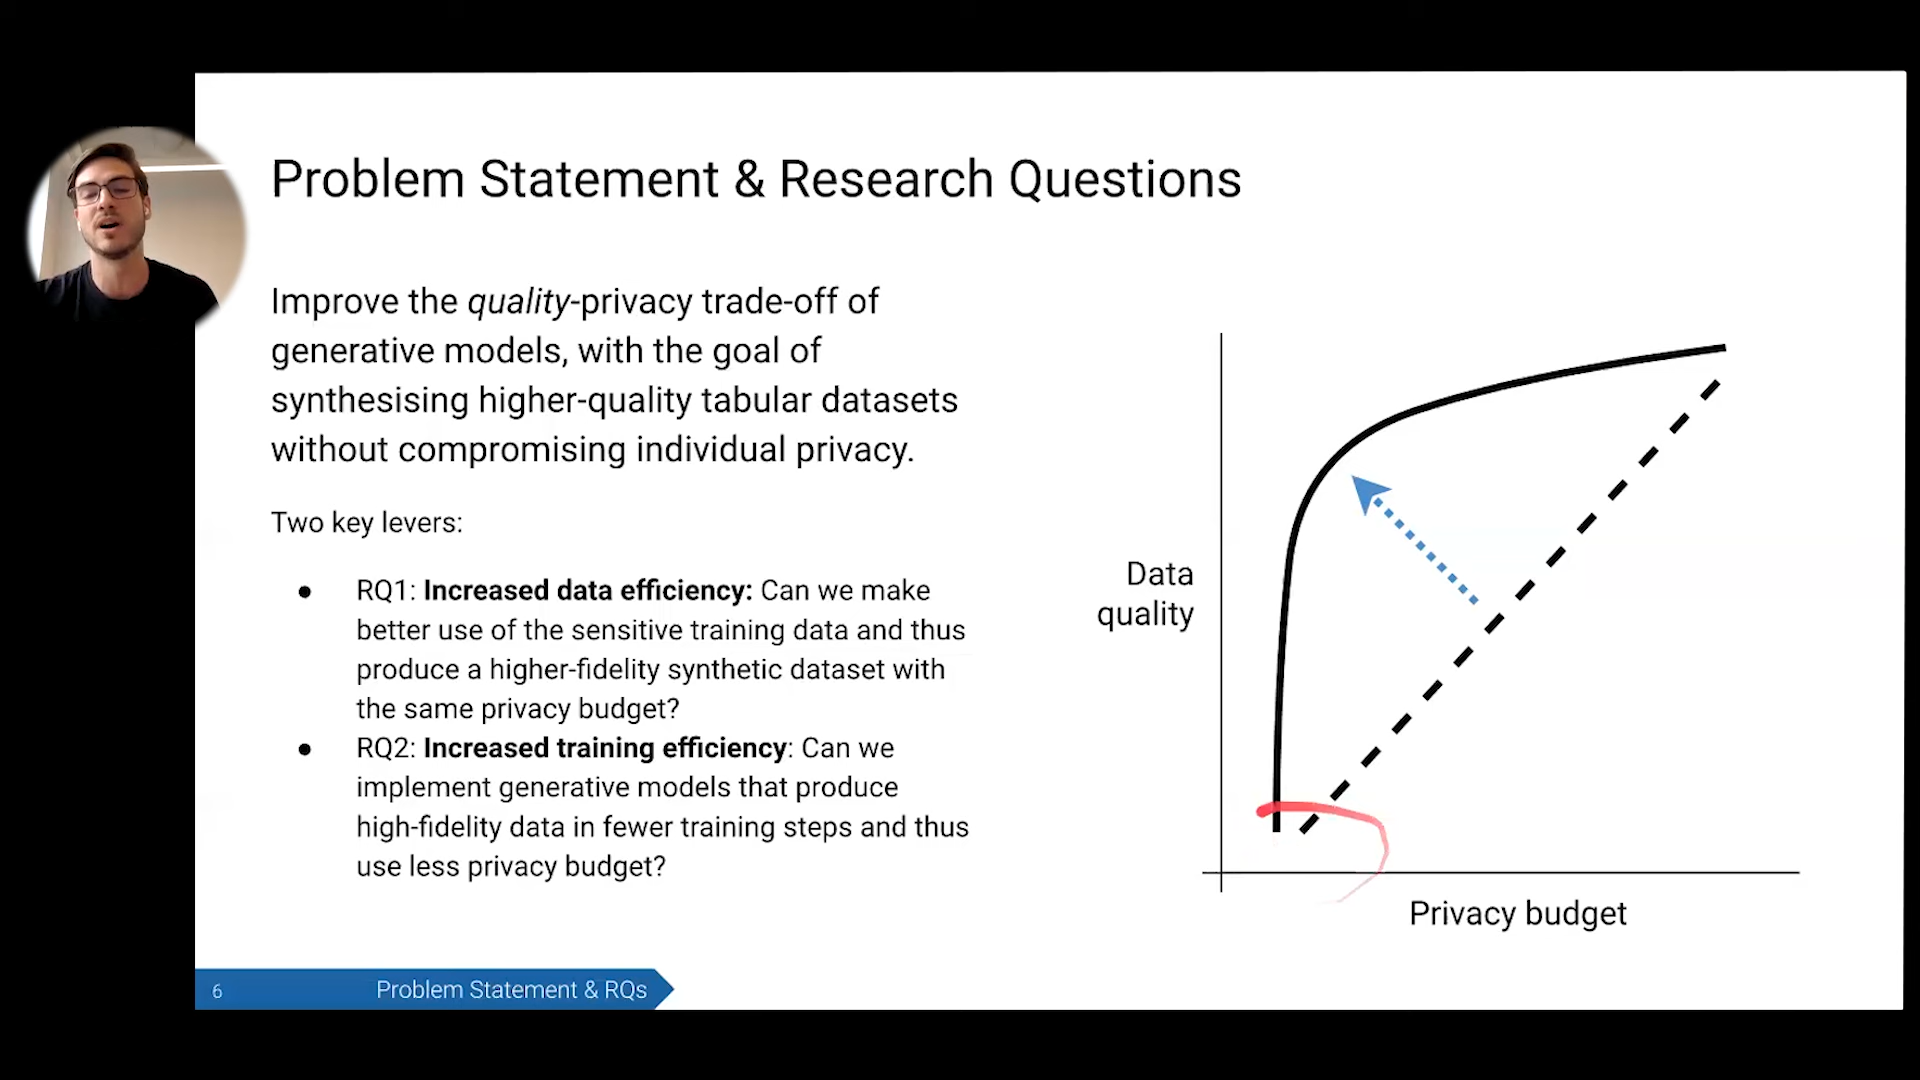 Problem Statement & Research Questions
Improve the quality-privacy trade-off of
generative models, with the goal of
synthesising higher-quality tabular datasets
without compromising individual privacy.
Two key levers:
● RQ1: Increased data efficiency: Can we make
better use of the sensitive training data and thus
produce a higher-fidelity synthetic dataset with
the same privacy budget?
● RQ2: Increased training efficiency: Can we
implement generative models that produce
high-fidelity data in fewer training steps and thus
use less privacy budget?
Data
quality
Privacy budget
6 Problem Statement & RQs